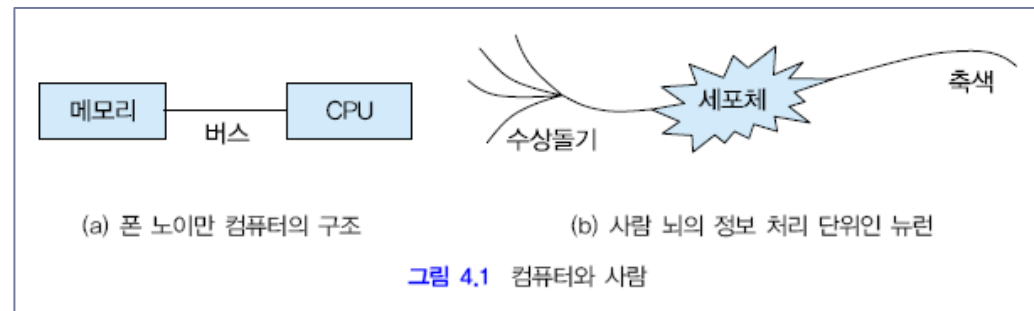 메모리
버스
CPU
수상돌기
세포체
축색
(a) 폰 노이만 컴퓨터의 구조
(b) 사람 뇌의 정보 처리 단위인 뉴런
그림 4.1 컴퓨터와 사람